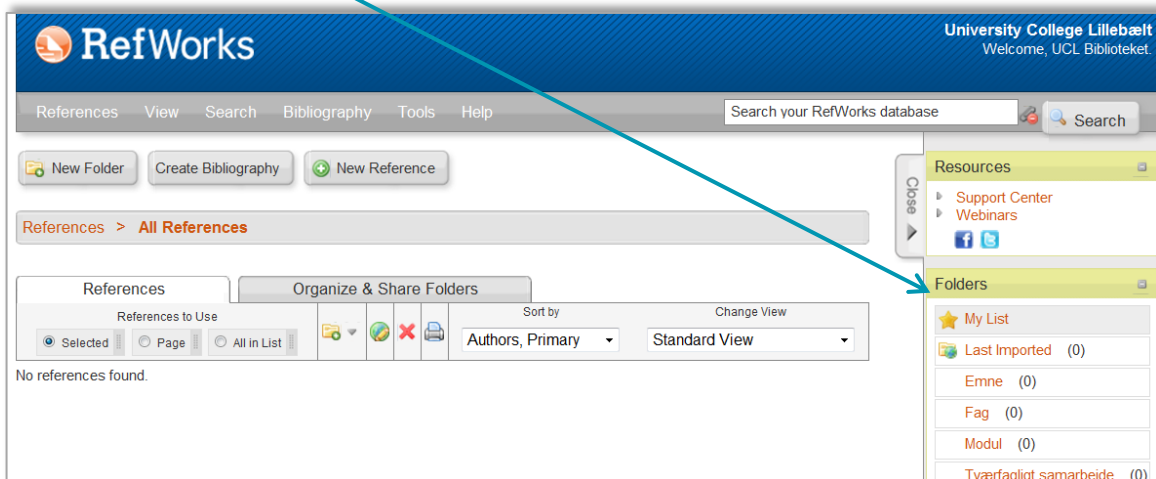 RefWorks
University College Lillebælt
Welcome, UCL Biblioteket.
References View Search Bibliography Tools Help
Search your RefWorks database
Search
New Folder
Create Bibliography
New Reference
References > All References
Close
Resources
Support Center
Webinars
References
Organize & Share Folders
References to Use
Selected
Page
All in List
Sort by
Authors, Primary
Change View
Standard View
No references found.
Folders
My List
Last Imported (0)
Emne (0)
Fag (0)
Modul (0)
Tværfagligt samarbejde (0)